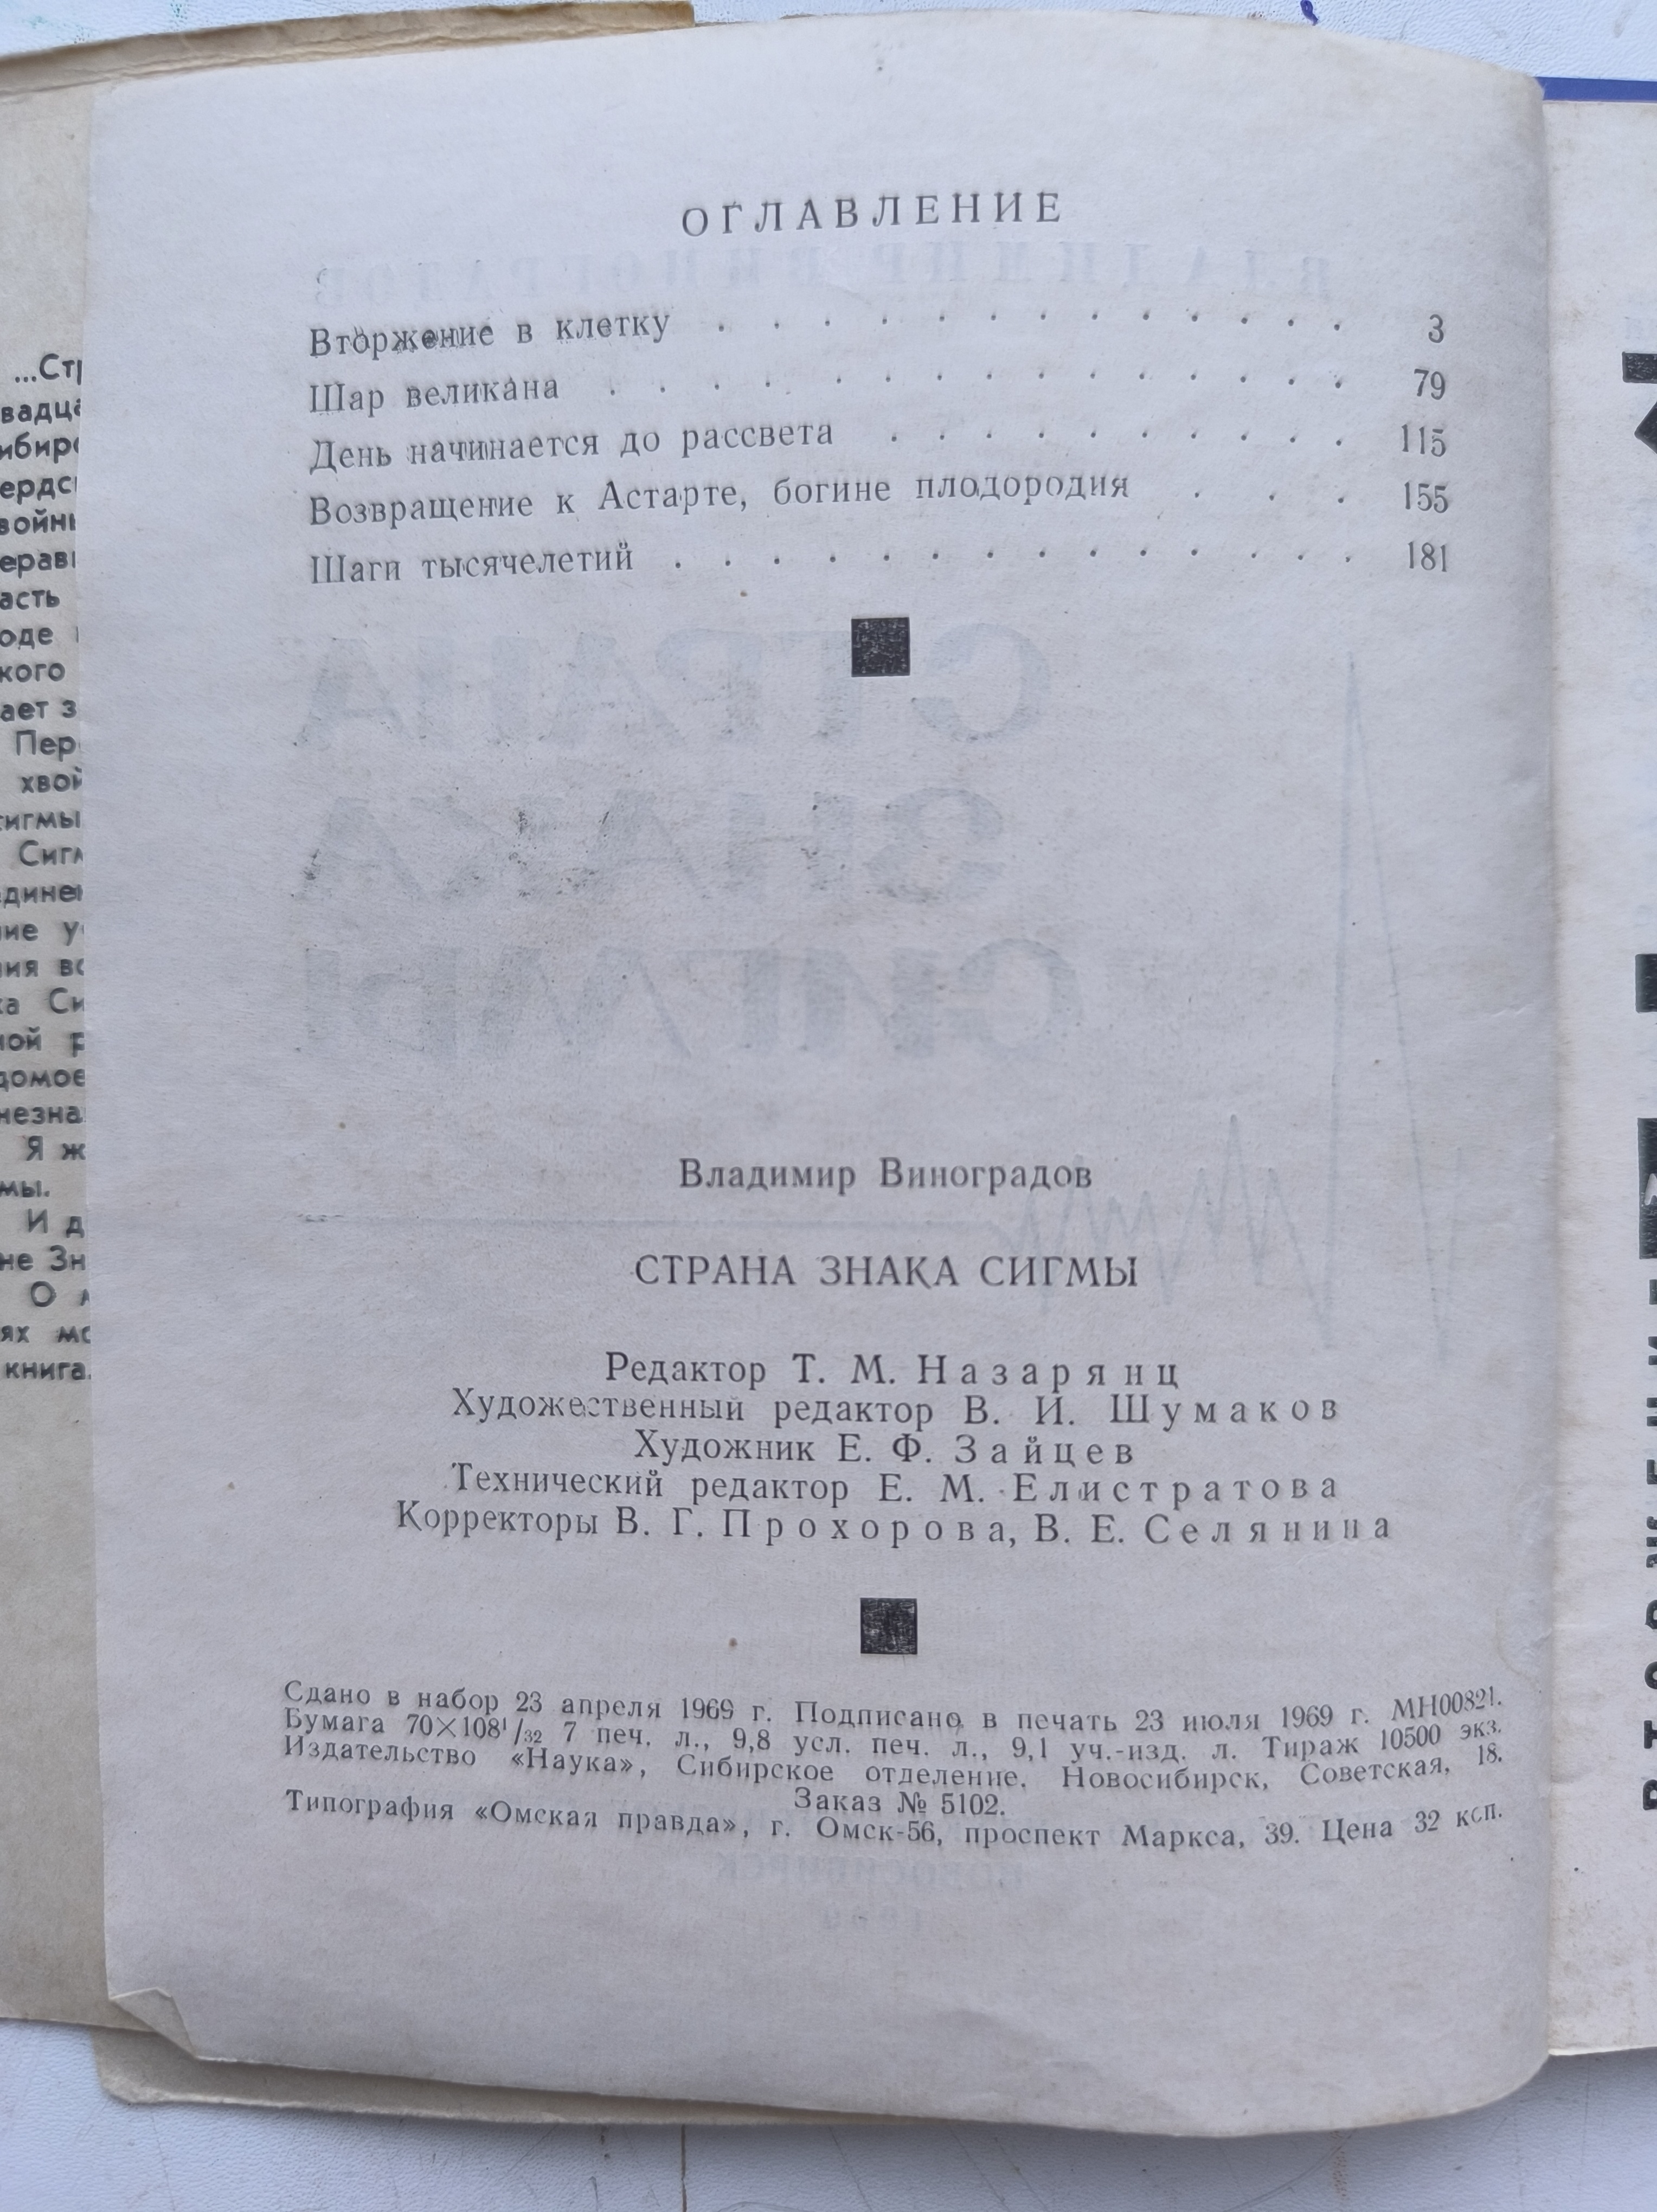 ОГЛАВЛЕНИЕ
Вторжение в клетку . . . . . . . . . . . . . 3
Шар великана . . . . . . . . . . . . . . 79
День начинается до рассвета . . . . . . . . . . 115
Возвращение к Астарте, богине плодородия . . . 155
Шаги тысячелетий . . . . . . . . . . . . . . 181
СТРАНА
ЗНАКА
СИГМЫ
Владимир Виноградов
СТРАНА ЗНАКА СИГМЫ
Редактор Т. М. Назарянц
Художественный редактор В. И. Шумаков
Художник Е. Ф. Зайцев
Технический редактор Е. М. Елистратова
Корректоры В. Г. Прохорова, В. Е. Селянина
Сдано в набор 23 апреля 1969 г. Подписано в печать 23 июля 1969 г. МН00821.
Бумага 70×108¹/₃₂ 7 печ. л., 9,8 усл. печ. л., 9,1 уч.-изд. л. Тираж 10500 экз.
Издательство «Наука», Сибирское отделение. Новосибирск, Советская, 18.
Заказ № 5102.
Типография «Омская правда», г. Омск-56, проспект Маркса, 39. Цена 32 коп.